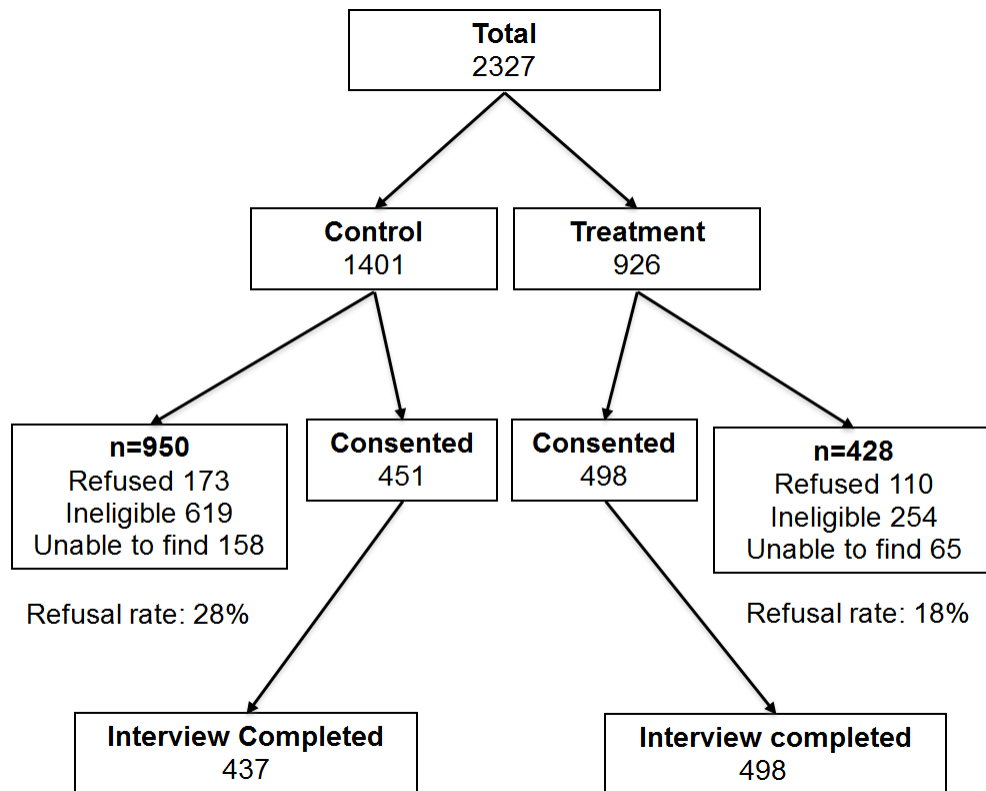 Total
2327
Control
1401
Treatment
926
n=950
Refused 173
Ineligible 619
Unable to find 158
Consented
451
Consented
498
n=428
Refused 110
Ineligible 254
Unable to find 65
Refusal rate: 28%
Refusal rate: 18%
Interview Completed
437
Interview completed
498